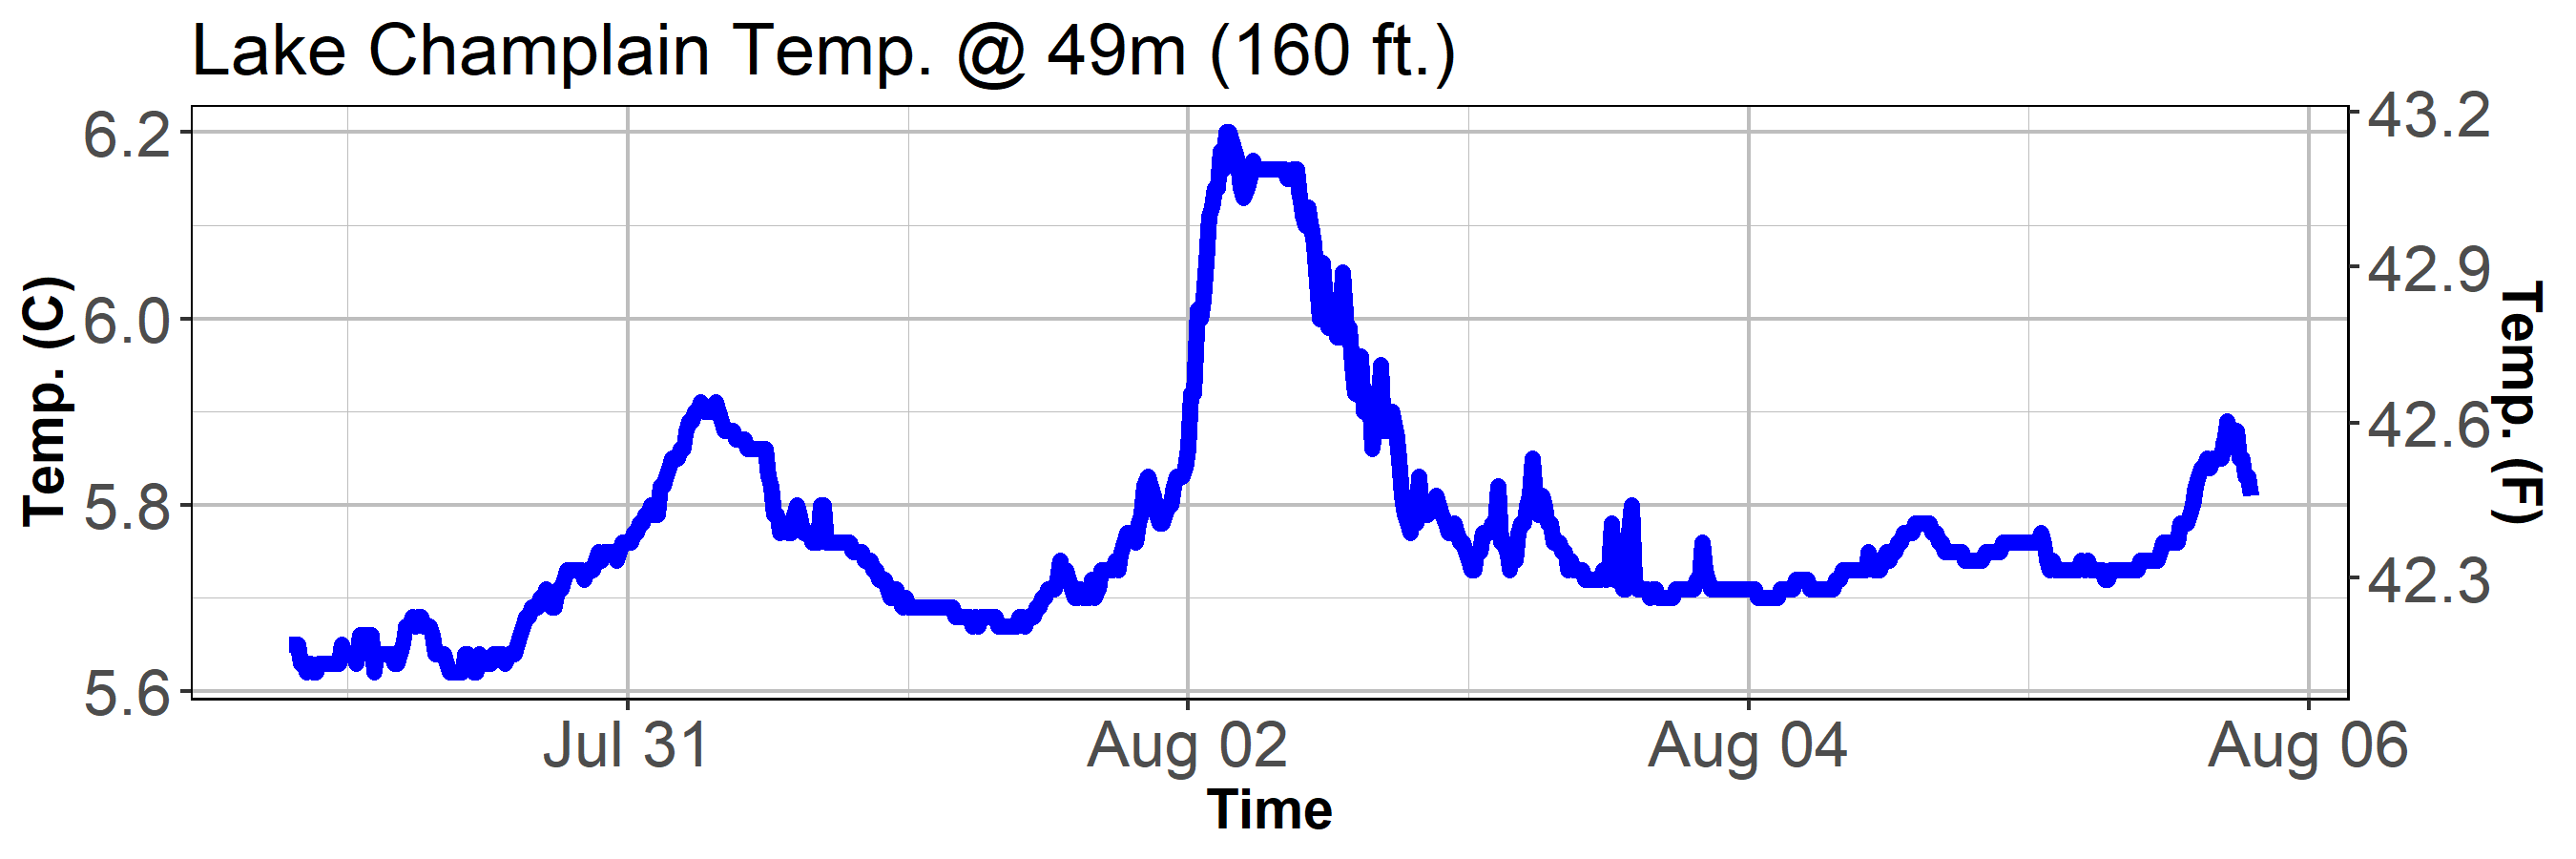 Lake Champlain Temp. @ 49m (160 ft.)
6.2
6.0
5.8
5.6
Temp. (C)
43.2
42.9
42.6
42.3
Temp. (F)
Jul 31
Aug 02
Aug 04
Aug 06
Time